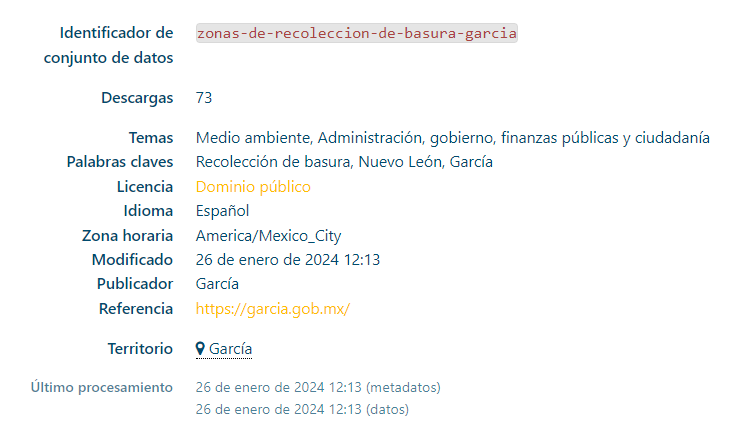 Identificador de
conjunto de datos
zonas-de-recoleccion-de-basura-garcia
Descargas 73
Temas Medio ambiente, Administración, gobierno, finanzas públicas y ciudadanía
Palabras claves Recolección de basura, Nuevo León, García
Licencia Dominio público
Idioma Español
Zona horaria America/Mexico_City
Modificado 26 de enero de 2024 12:13
Publicador García
Referencia https://garcia.gob.mx/
Territorio García
Último procesamiento 26 de enero de 2024 12:13 (metadatos)
26 de enero de 2024 12:13 (datos)